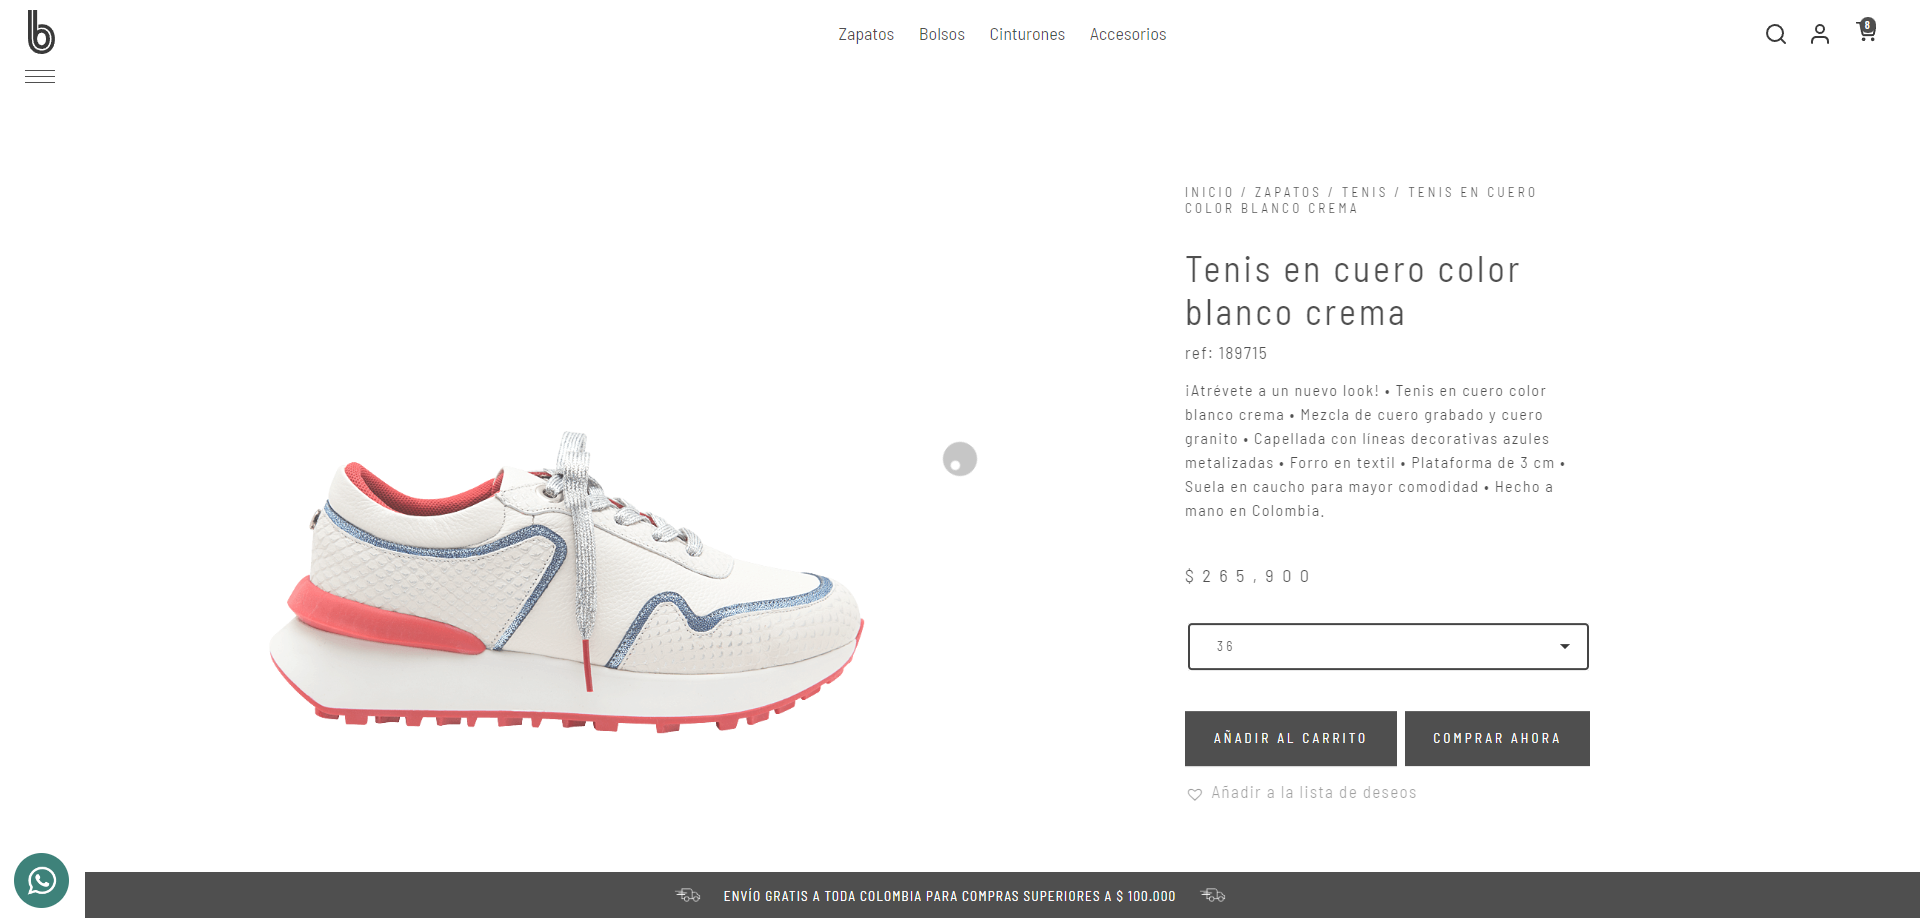 b
Zapatos Bolsos Cinturones Accesorios
8
INICIO / ZAPATOS / TENIS / TENIS EN CUERO
COLOR BLANCO CREMA
Tenis en cuero color
blanco crema
ref: 189715
¡Atrévete a un nuevo look! • Tenis en cuero color
blanco crema • Mezcla de cuero grabado y cuero
granito • Capellada con líneas decorativas azules
metalizadas • Forro en textil • Plataforma de 3 cm •
Suela en caucho para mayor comodidad • Hecho a
mano en Colombia.
$265,900
36
AÑADIR AL CARRITO COMPRAR AHORA
Añadir a la lista de deseos
ENVÍO GRATIS A TODA COLOMBIA PARA COMPRAS SUPERIORES A $ 100.000